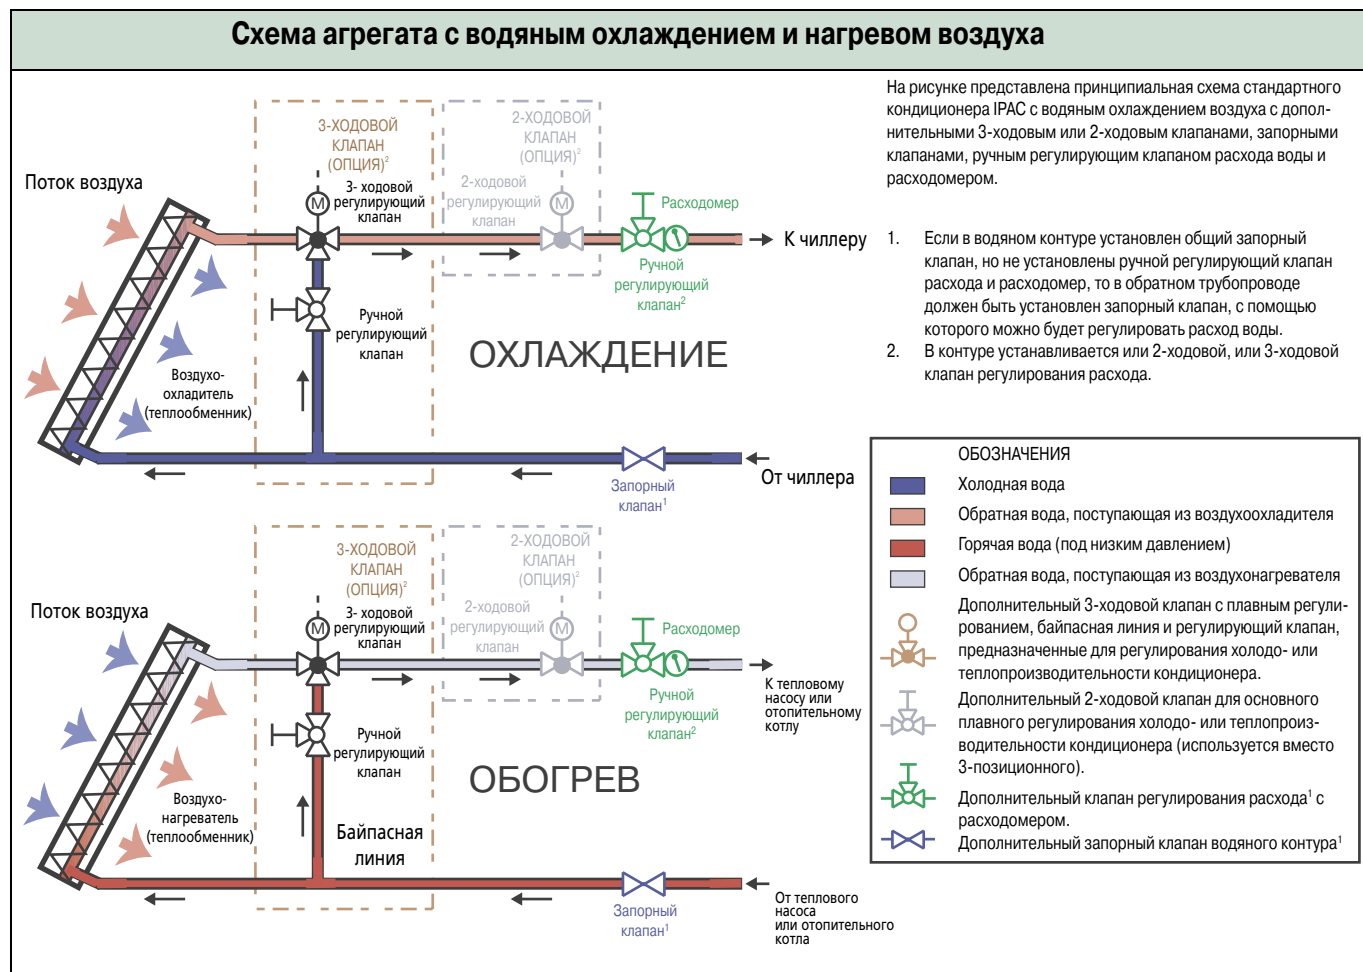 Схема агрегата с водяным охлаждением и нагревом воздуха
На рисунке представлена принципиальная схема стандартного
кондиционера IPAC с водяным охлаждением воздуха с допол-
нительными 3-ходовым или 2-ходовым клапанами, запорными
клапанами, ручным регулирующим клапаном расхода воды и
расходомером.
1. Если в водяном контуре установлен общий запорный
клапан, но не установлены ручной регулирующий клапан
расхода и расходомер, то в обратном трубопроводе
должен быть установлен запорный клапан, с помощью
которого можно будет регулировать расход воды.
2. В контуре устанавливается или 2-ходовой, или 3-ходовой
клапан регулирования расхода.
3-ХОДОВОЙ
КЛАПАН
(ОПЦИЯ)²
2-ХОДОВОЙ
КЛАПАН
(ОПЦИЯ)²
Поток воздуха
3- ходовой
регулирующий
клапан
M
2-ходовой
регулирующий
клапан
M
Расходомер
К чиллеру
Ручной
регулирующий
клапан²
Ручной
регулирующий
клапан
ОХЛАЖДЕНИЕ
Воздухо-
охладитель
(теплообменник)
От чиллера
Запорный
клапан¹
3-ХОДОВОЙ
КЛАПАН
(ОПЦИЯ)²
2-ХОДОВОЙ
КЛАПАН
(ОПЦИЯ)²
Поток воздуха
3- ходовой
регулирующий
клапан
M
2-ходовой
регулирующий
клапан
M
Расходомер
К тепловому
насосу или
отопительному
котлу
Ручной
регулирующий
клапан²
Ручной
регулирующий
клапан
ОБОГРЕВ
Воздухо-
нагреватель
(теплообменник)
Байпасная
линия
Запорный
клапан¹
От теплового
насоса
или отопительного
котла
ОБОЗНАЧЕНИЯ
Холодная вода
Обратная вода, поступающая из воздухоохладителя
Горячая вода (под низким давлением)
Обратная вода, поступающая из воздухонагревателя
Дополнительный 3-ходовой клапан с плавным регули-
рованием, байпасная линия и регулирующий клапан,
предназначенные для регулирования холодо- или
теплопроизводительности кондиционера.
Дополнительный 2-ходовой клапан для основного
плавного регулирования холодо- или теплопроиз-
водительности кондиционера (используется вместо
3-позиционного).
Дополнительный клапан регулирования расхода¹ с
расходомером.
Дополнительный запорный клапан водяного контура¹